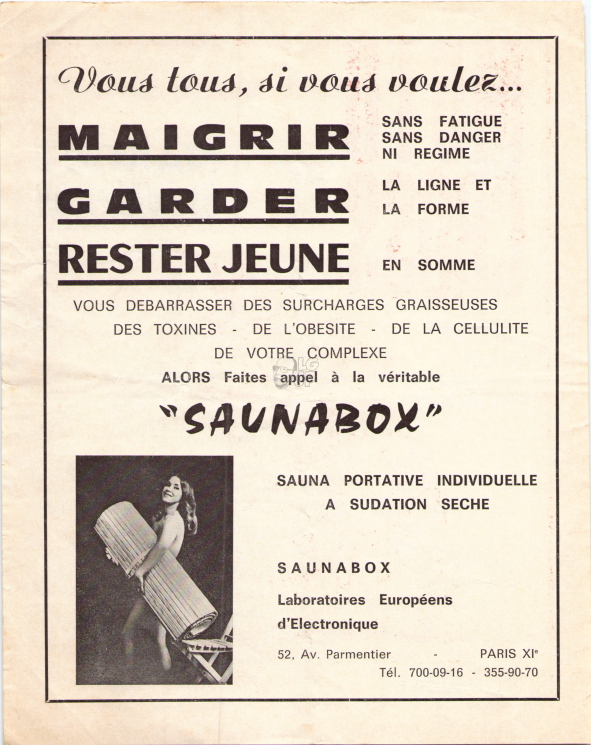 Vous tous, si vous voulez...
MAIGRIR
SANS FATIGUE
SANS DANGER
NI REGIME
GARDER
LA LIGNE ET
LA FORME
RESTER JEUNE
EN SOMME
VOUS DEBARRASSER DES SURCHARGES GRAISSEUSES
DES TOXINES - DE L'OBESITE - DE LA CELLULITE
DE VOTRE COMPLEXE
ALORS Faites appel à la véritable
"SAUNABOX"
SAUNA PORTATIVE INDIVIDUELLE
A SUDATION SECHE
SAUNABOX
Laboratoires Européens
d'Electronique
52, Av. Parmentier - PARIS XIe
Tél. 700-09-16 - 355-90-70